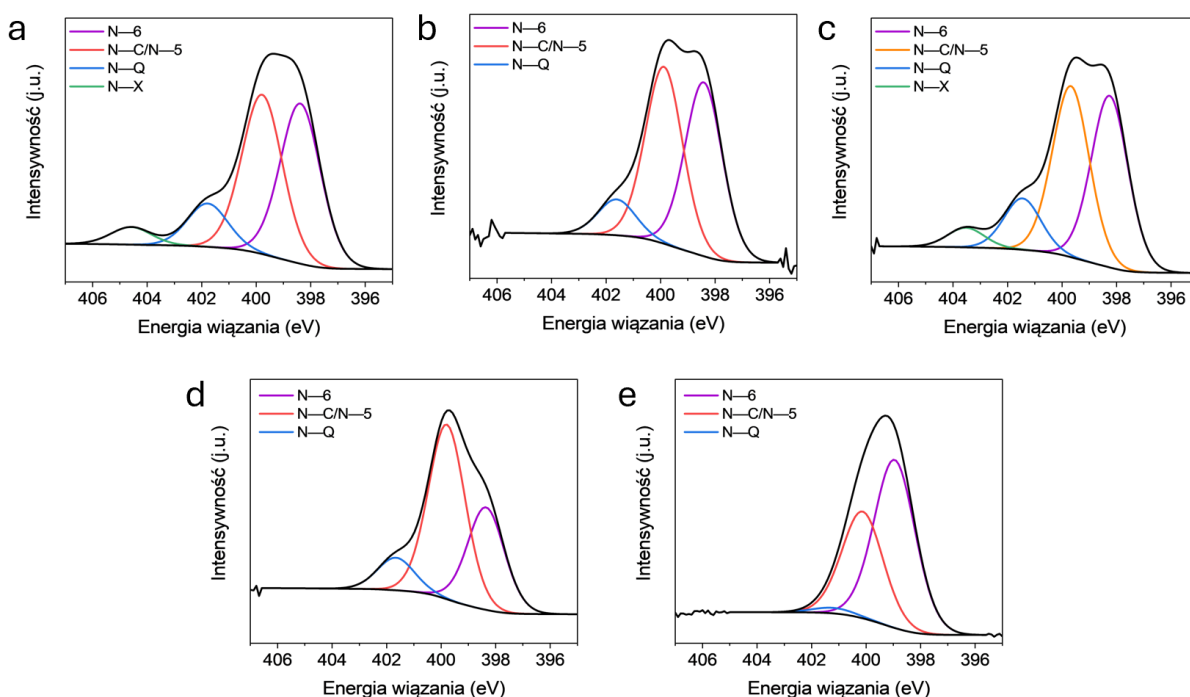 a
N—6
N—C/N—5
N—Q
N—X
Intensywność (j.u.)
406 404 402 400 398 396
Energia wiązania (eV)
b
N—6
N—C/N—5
N—Q
Intensywność (j.u.)
406 404 402 400 398 396
Energia wiązania (eV)
c
N—6
N—C/N—5
N—Q
N—X
Intensywność (j.u.)
406 404 402 400 398 396
Energia wiązania (eV)
d
N—6
N—C/N—5
N—Q
Intensywność (j.u.)
406 404 402 400 398 396
Energia wiązania (eV)
e
N—6
N—C/N—5
N—Q
Intensywność (j.u.)
406 404 402 400 398 396
Energia wiązania (eV)